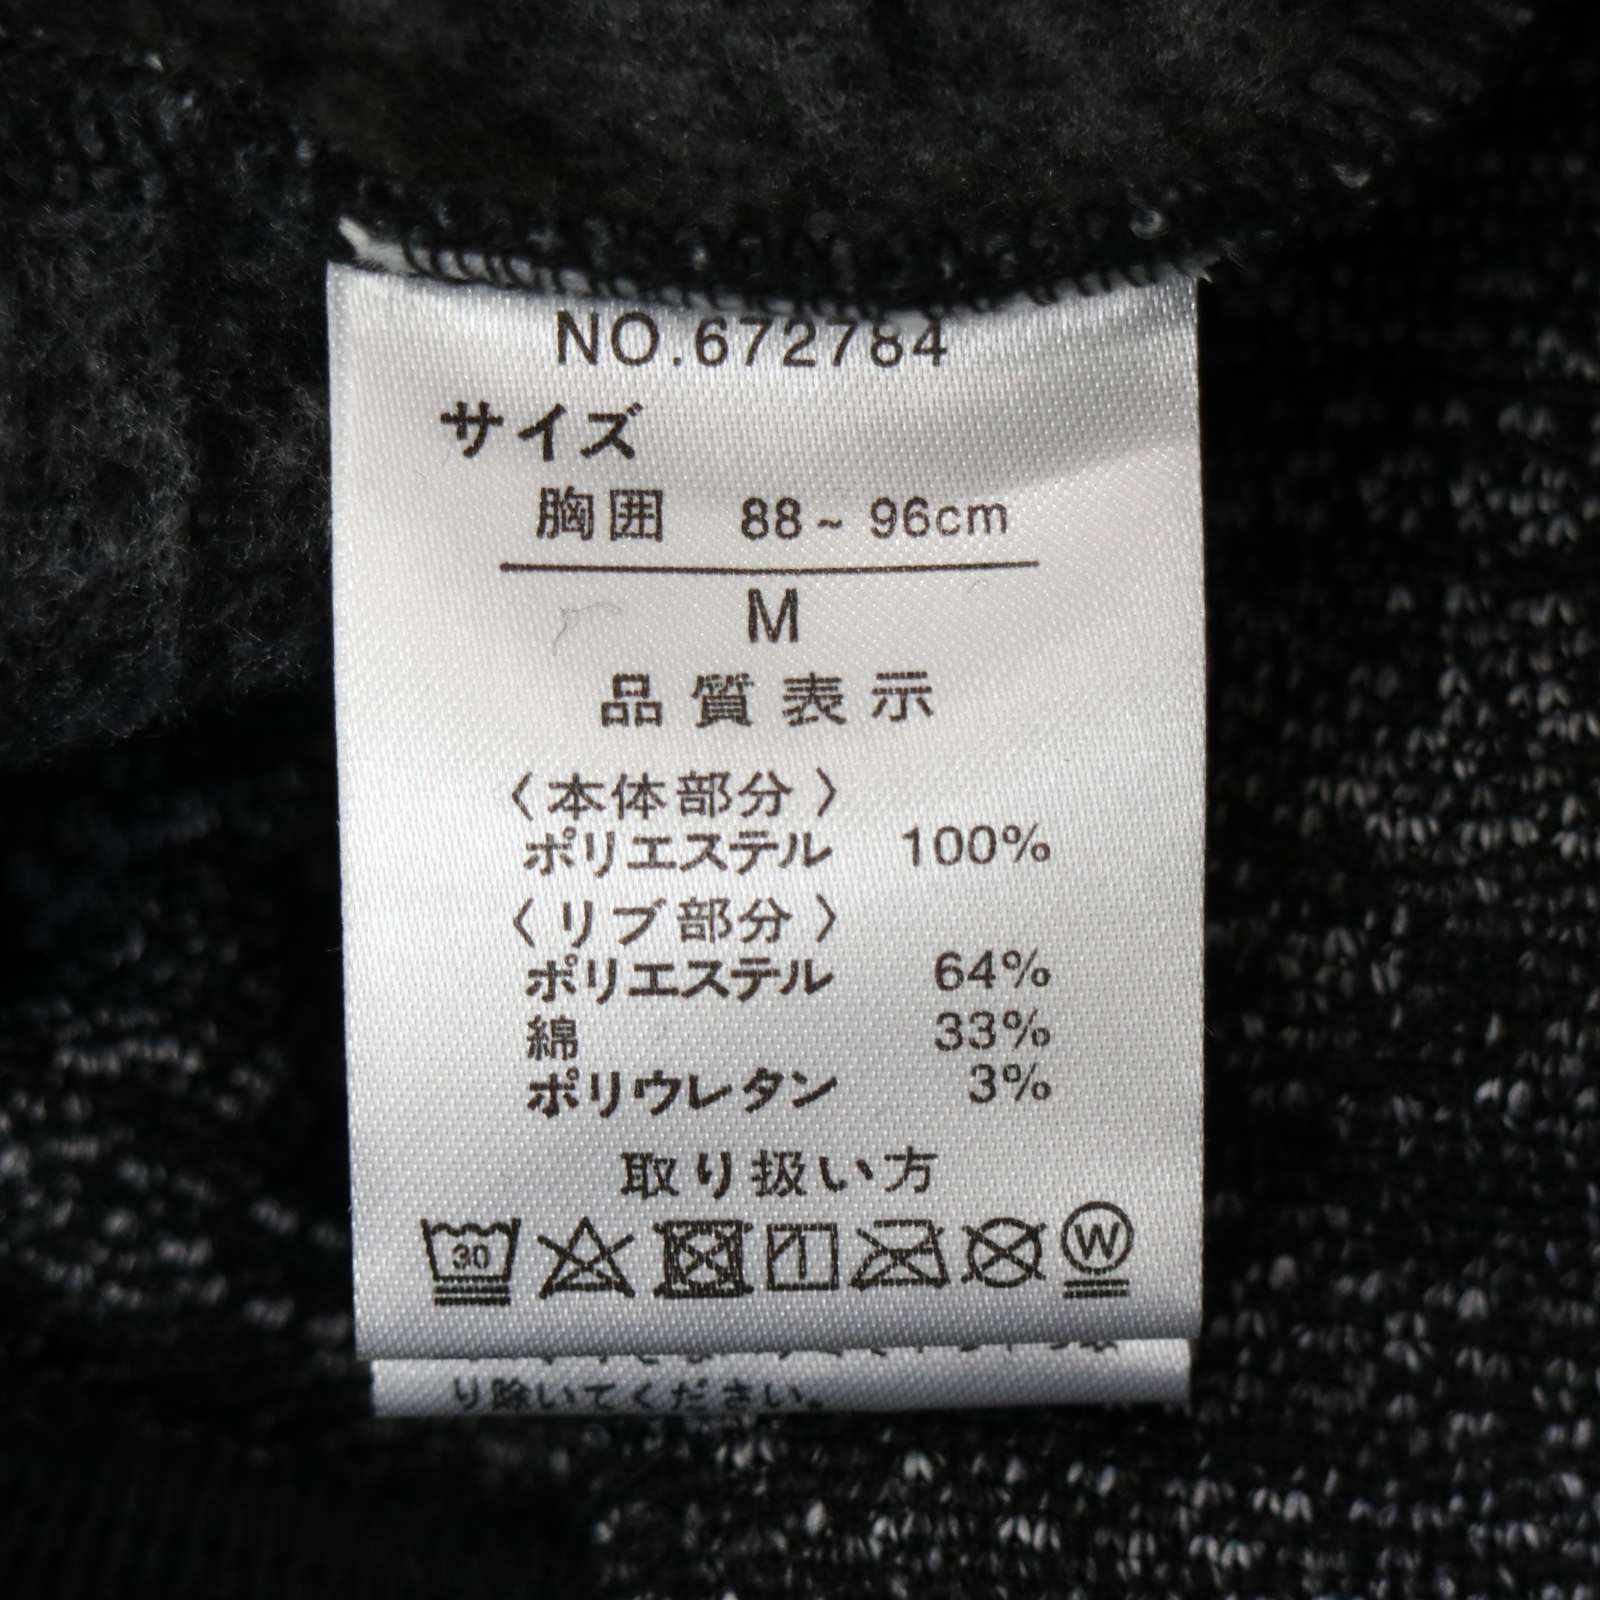 NO.672784
サイズ
胸囲 88~96cm
M
品質表示
〈本体部分〉
ポリエステル 100%
〈リブ部分〉
ポリエステル 64%
綿 33%
ポリウレタン 3%
取り扱い方
30
W
り除いてください。